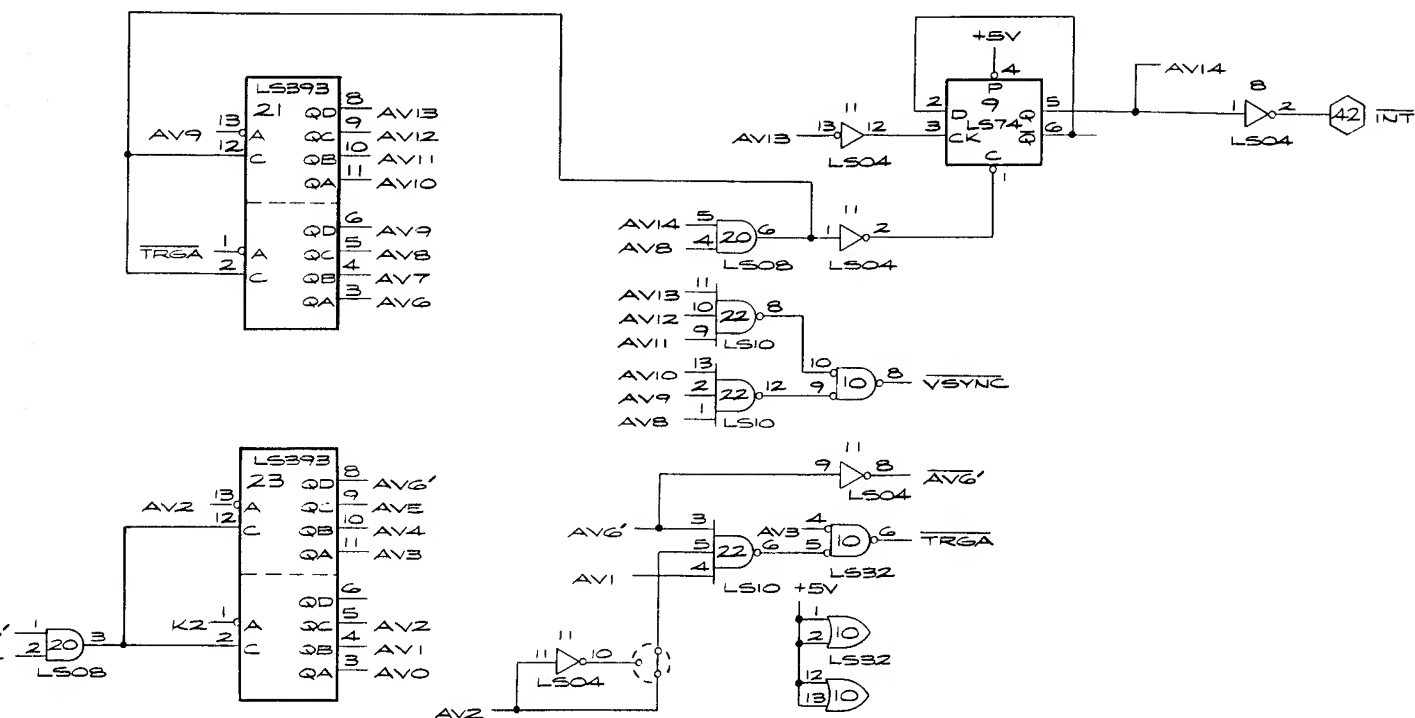 LS393
21
13
AV9
A
12
C
QD 8 AV13
QC 9 AV12
QB 10 AV11
QA 11 AV10
QD 6 AV9
1
TRGA
A
2
C
QC 5 AV8
QB 4 AV7
QA 3 AV6
+5V
4
P
2
D
9
LS74
3
CK
Q
5
Q
6
C
1
AV13
13
11
12
LS04
AV14
8
1
2
LS04
42
INT
AV14 5
AV8 4
20
6
LS08
11
1
2
LS04
AV13 11
AV12 10
AV11 9
22
8
LS10
AV10 13
AV9 2
AV8 1
22
12
LS10
10
9
10
8
VSYNC
LS393
23
13
AV2
A
12
C
QD 8 AV6'
QC 9 AVE
QB 10 AV4
QA 11 AV3
QD 6
1
K2
A
2
C
QC 5 AV2
QB 4 AV1
QA 3 AV0
'
1
2
20
3
LS08
11
9
8
AV6'
LS04
AV6'
3
5
4
AV1
22
6
LS10
AV3 4
5
10
6
TRGA
LS32
+5V
1
2
10
LS32
12
13
10
11
11
10
LS04
AV2